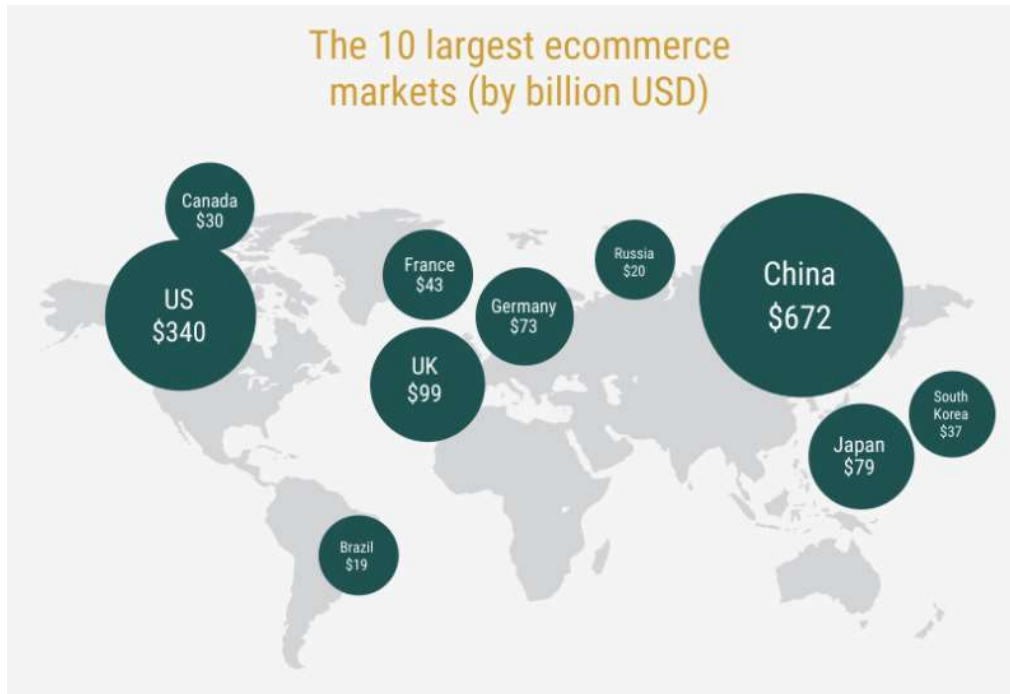 The 10 largest ecommerce
markets (by billion USD)
Canada
$30
US
$340
France
$43
Germany
$73
UK
$99
Russia
$20
China
$672
South
Korea
$37
Japan
$79
Brazil
$19